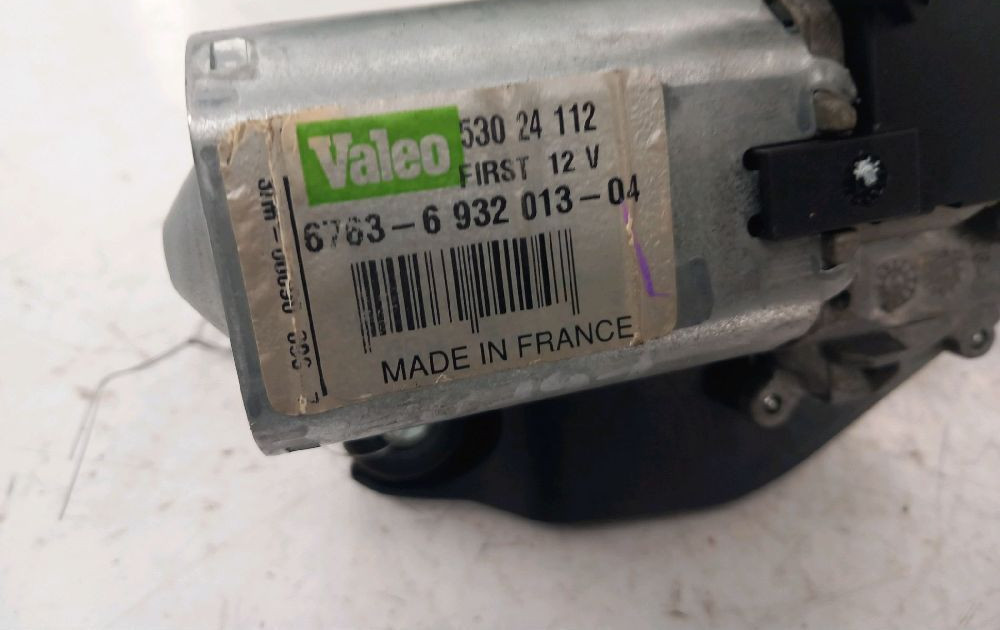 Valeo
530 24 112
FIRST 12 V
6763-6 932 013-04
MADE IN FRANCE